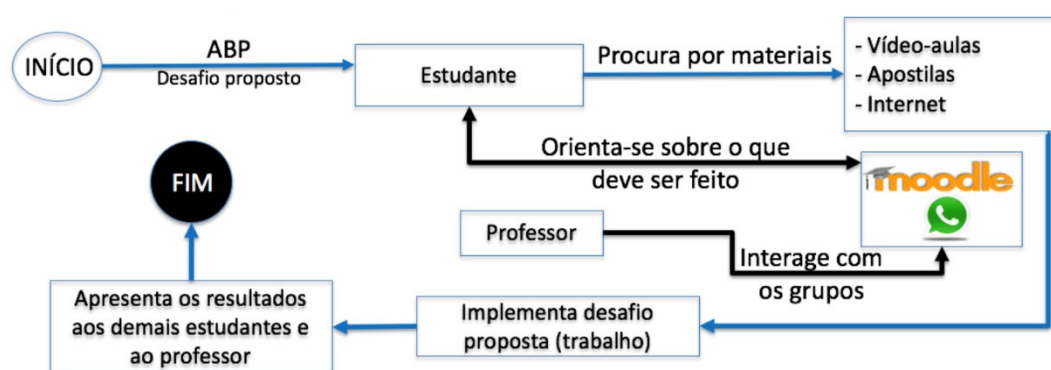 INÍCIO
ABP
Desafio proposto
Estudante
Procura por materiais
- Vídeo-aulas
- Apostilas
- Internet
Orienta-se sobre o que
deve ser feito
moodle
FIM
Professor
Interage com
os grupos
Apresenta os resultados
aos demais estudantes e
ao professor
Implementa desafio
proposta (trabalho)